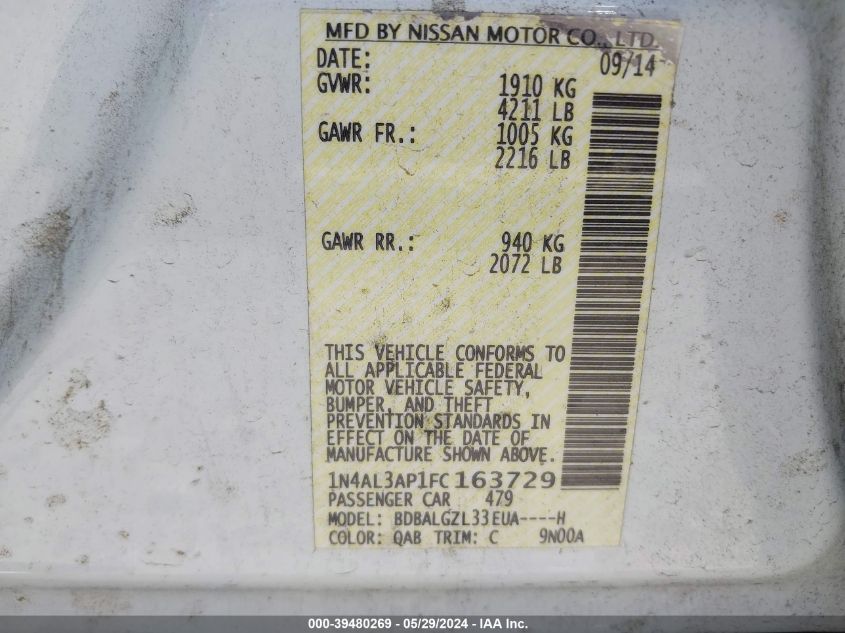 MFD BY NISSAN MOTOR CO., LTD.
DATE: 09/14
GVWR: 1910 KG
4211 LB
GAWR FR.: 1005 KG
2216 LB
GAWR RR.: 940 KG
2072 LB
THIS VEHICLE CONFORMS TO
ALL APPLICABLE FEDERAL
MOTOR VEHICLE SAFETY,
BUMPER, AND THEFT
PREVENTION STANDARDS IN
EFFECT ON THE DATE OF
MANUFACTURE SHOWN ABOVE.
1N4AL3AP1FC163729
PASSENGER CAR 479
MODEL: BDBALGZL33EUA----H
COLOR: QAB TRIM: C 9N00A
000-39480269 - 05/29/2024 - IAA Inc.